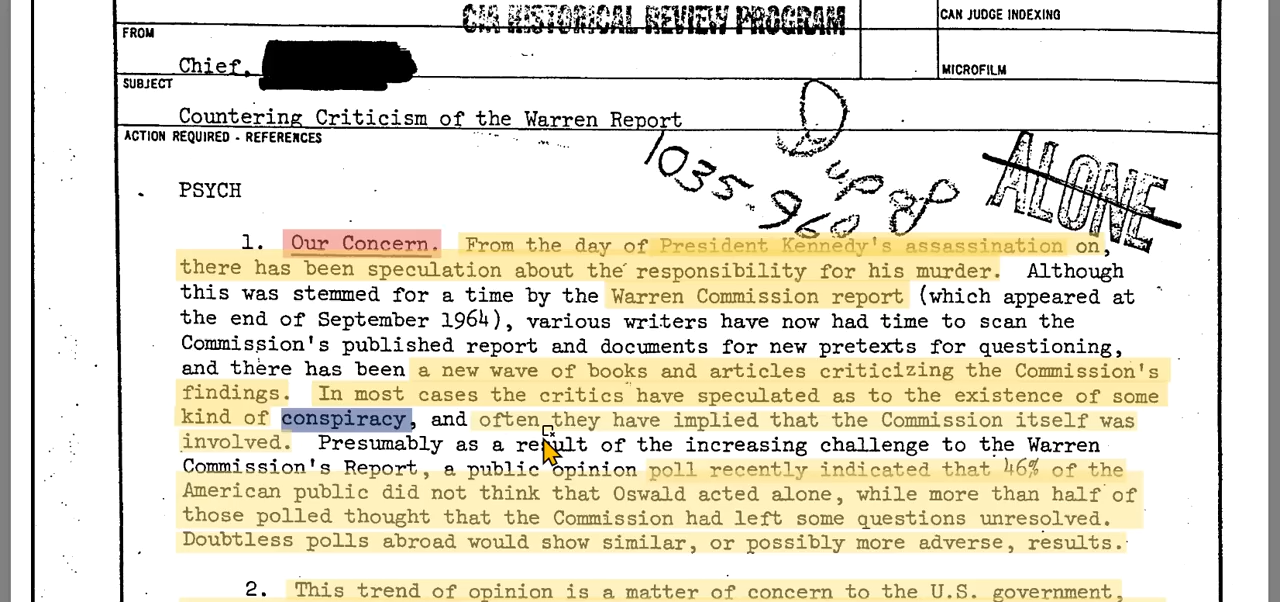 CIA HISTORICAL REVIEW PROGRAM
CAN JUDGE INDEXING
FROM
Chief,
MICROFILM
SUBJECT
Countering Criticism of the Warren Report
ACTION REQUIRED - REFERENCES
1035-960
D
up of
ALONE
PSYCH
1. Our Concern. From the day of President Kennedy's assassination on,
there has been speculation about the responsibility for his murder. Although
this was stemmed for a time by the Warren Commission report (which appeared at
the end of September 1964), various writers have now had time to scan the
Commission's published report and documents for new pretexts for questioning,
and there has been a new wave of books and articles criticizing the Commission's
findings. In most cases the critics have speculated as to the existence of some
kind of conspiracy, and often they have implied that the Commission itself was
involved. Presumably as a result of the increasing challenge to the Warren
Commission's Report, a public opinion poll recently indicated that 46% of the
American public did not think that Oswald acted alone, while more than half of
those polled thought that the Commission had left some questions unresolved.
Doubtless polls abroad would show similar, or possibly more adverse, results.
2. This trend of opinion is a matter of concern to the U.S. government,